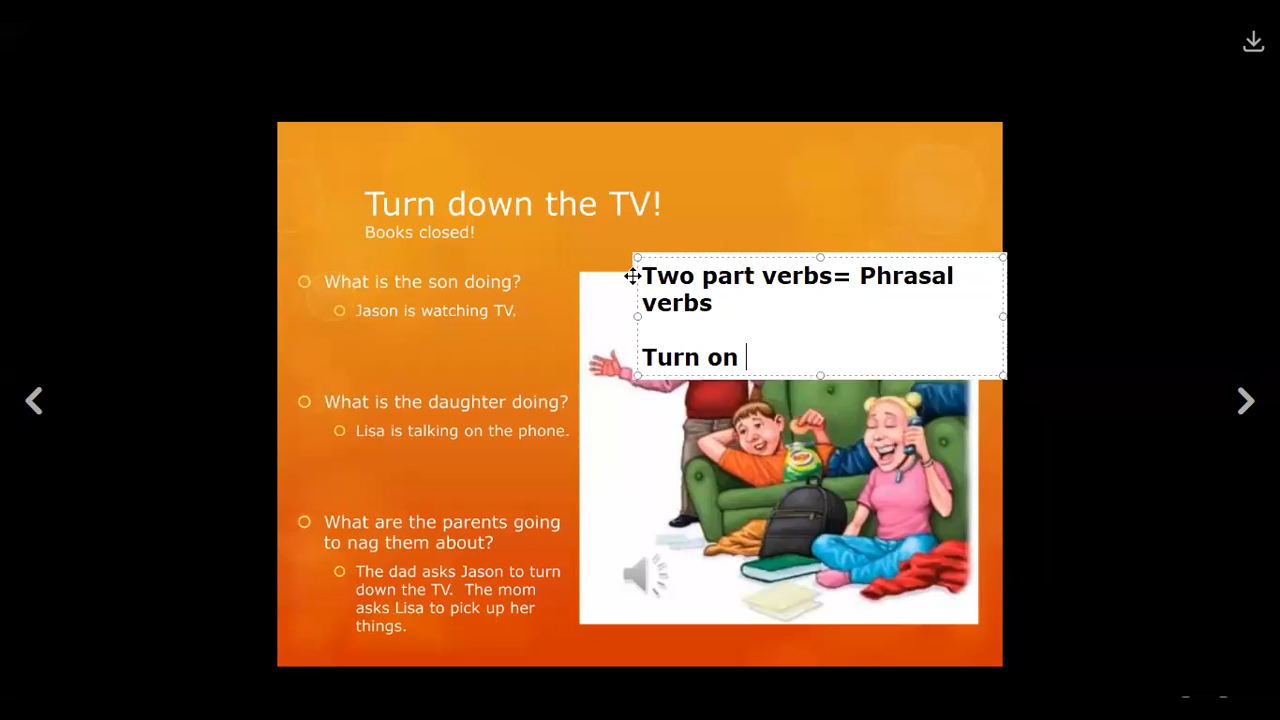 Turn down the TV!
Books closed!
What is the son doing?
Jason is watching TV.
What is the daughter doing?
Lisa is talking on the phone.
What are the parents going
to nag them about?
The dad asks Jason to turn
down the TV. The mom
asks Lisa to pick up her
things.
Two part verbs= Phrasal
verbs
Turn on